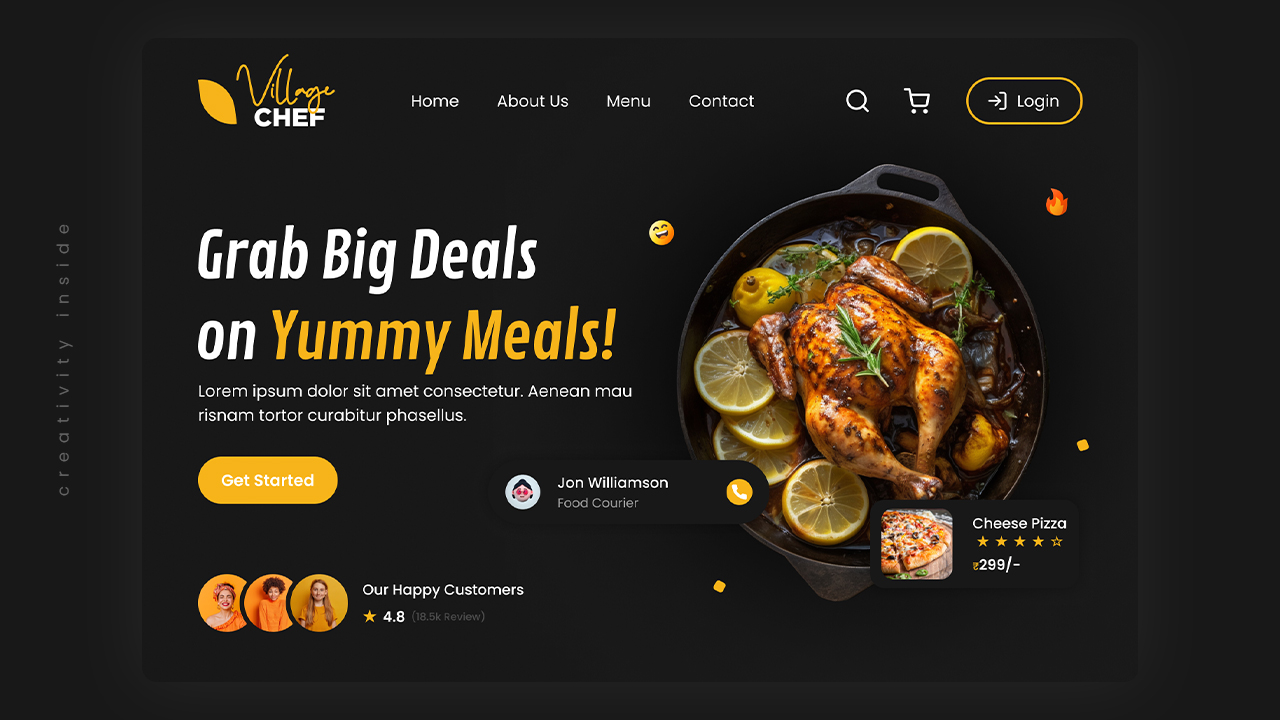 Village
CHEF
Home
About Us
Menu
Contact
Login
creativity inside
Grab Big Deals
on Yummy Meals!
Lorem ipsum dolor sit amet consectetur. Aenean mau
risnam tortor curabitur phasellus.
Get Started
Jon Williamson
Food Courier
Cheese Pizza
₹299/-
Our Happy Customers
4.8 (18.5k Review)